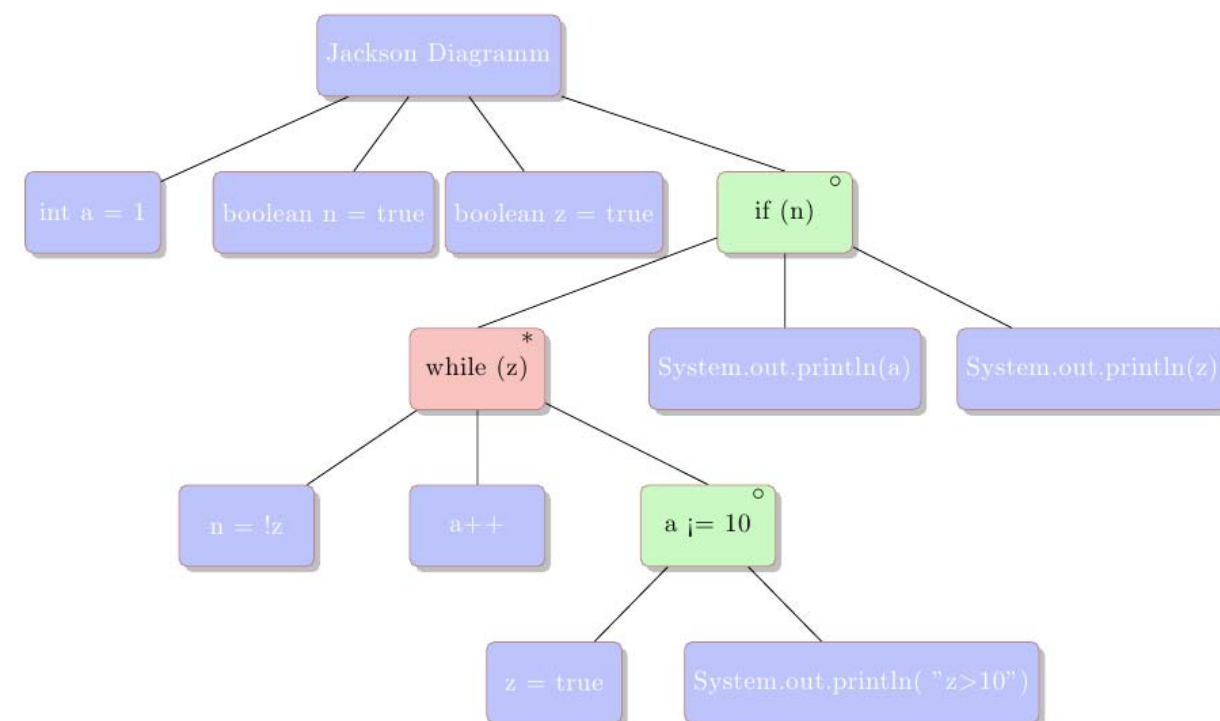 Jackson Diagramm
int a = 1
boolean n = true
boolean z = true
if (n)
while (z)
*
System.out.println(a)
System.out.println(z)
n = !z
a++
a ¡= 10
z = true
System.out.println( ”z>10”)